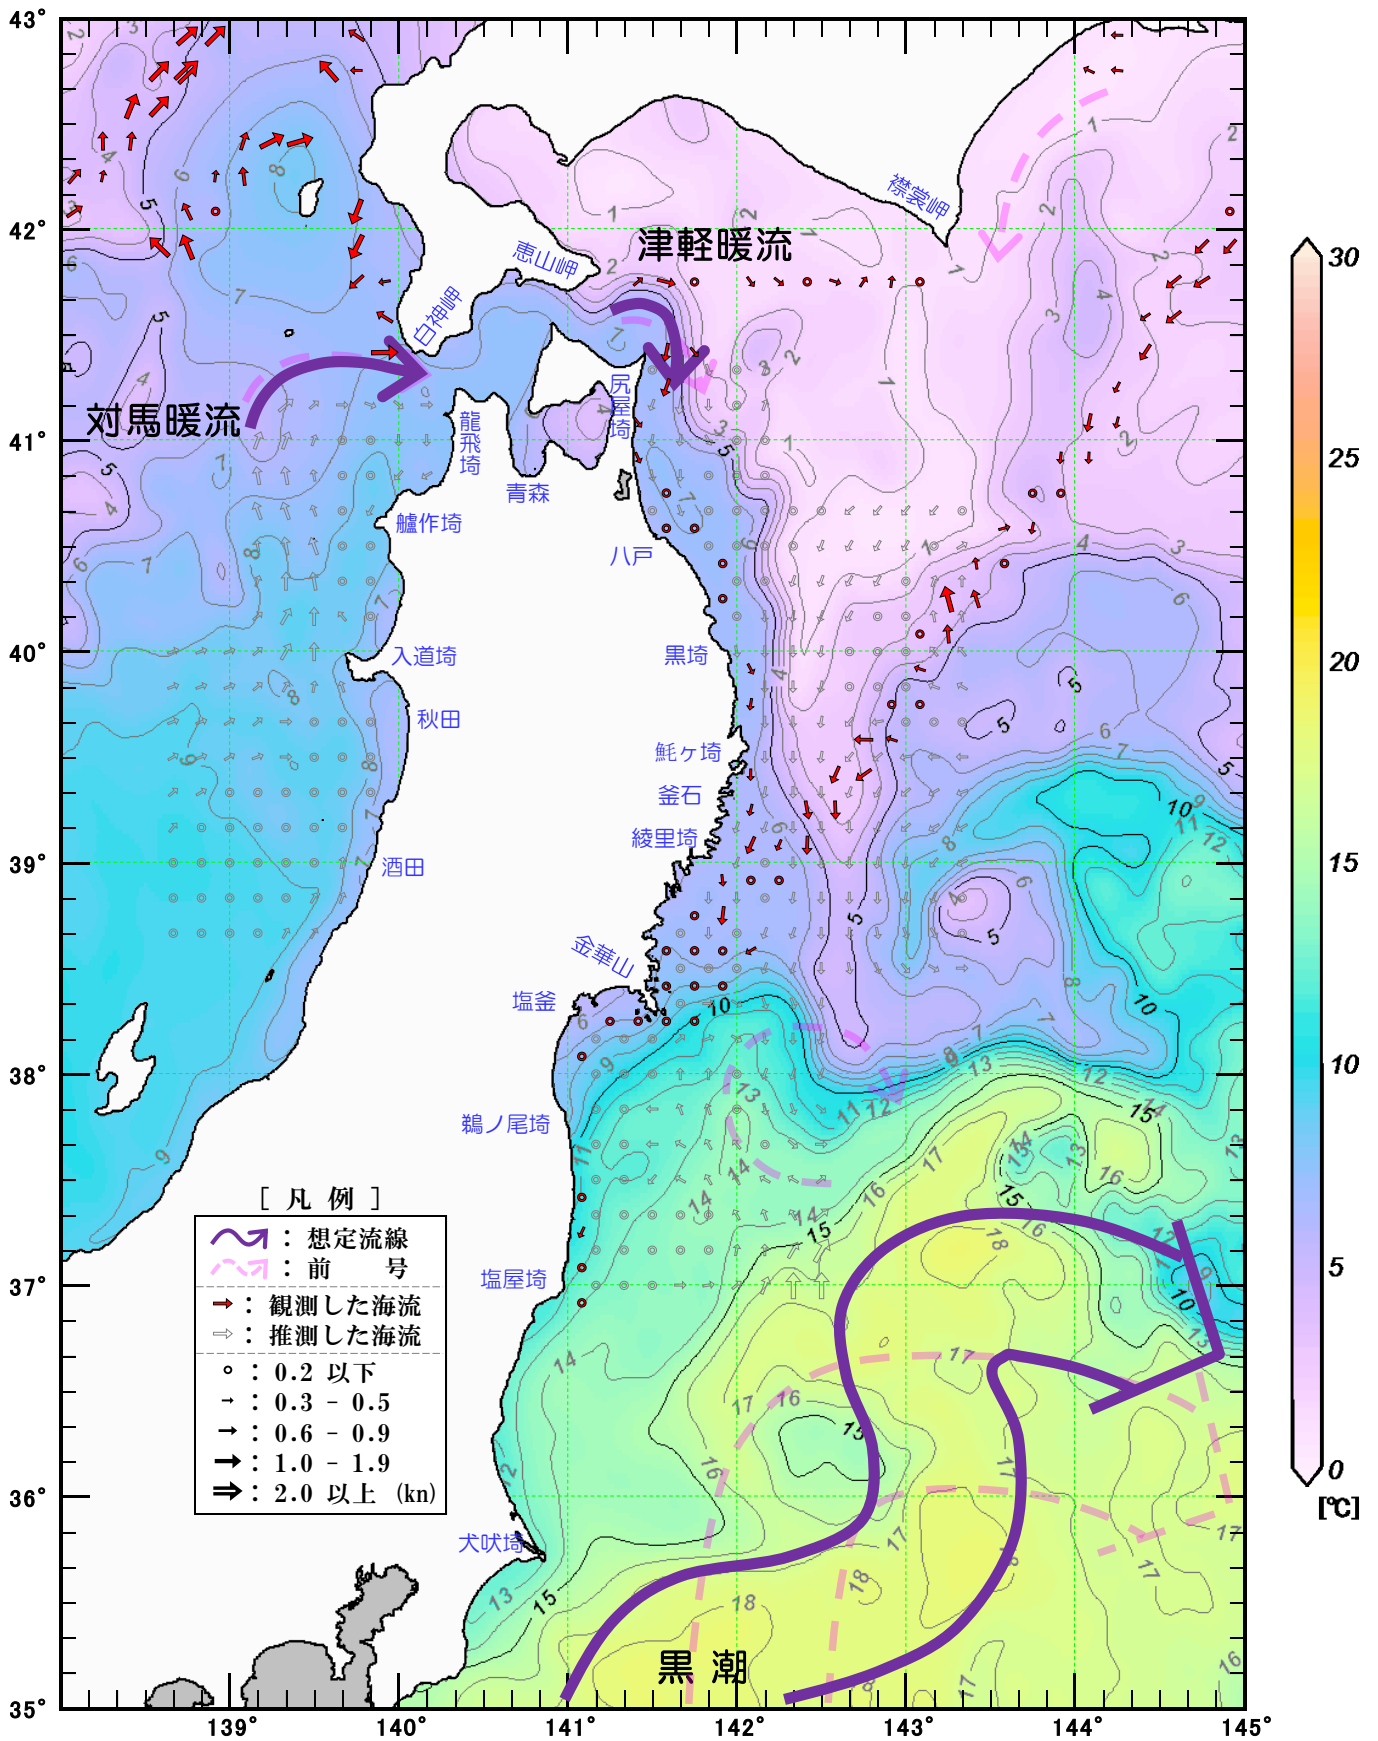 43°
42°
41°
40°
39°
38°
37°
36°
35°
139°
140°
141°
142°
143°
144°
145°
襟裳岬
恵山岬
津軽暖流
白神岬
対馬暖流
尻屋埼
龍飛埼
青森
艫作埼
八戸
入道埼
黒埼
秋田
魹ヶ埼
釜石
綾里埼
酒田
金華山
塩釜
鵜ノ尾埼
塩屋埼
犬吠埼
黒潮
[ 凡 例 ]
: 想定流線
: 前 号
: 観測した海流
: 推測した海流
: 0.2 以下
: 0.3 - 0.5
: 0.6 - 0.9
: 1.0 - 1.9
: 2.0 以上 (kn)
30
25
20
15
10
5
0
[℃]